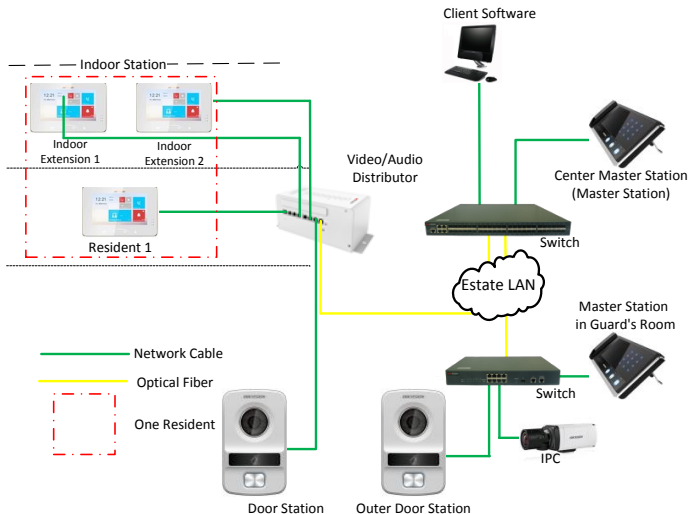 Client Software
Indoor Station
12:21
12:21
Indoor
Extension 1
Indoor
Extension 2
Video/Audio
Distributor
Center Master Station
(Master Station)
12:21
Resident 1
Switch
Estate LAN
Master Station
in Guard's Room
Network Cable
Optical Fiber
One Resident
Switch
HIKVISION
HIKVISION
IPC
Door Station
Outer Door Station